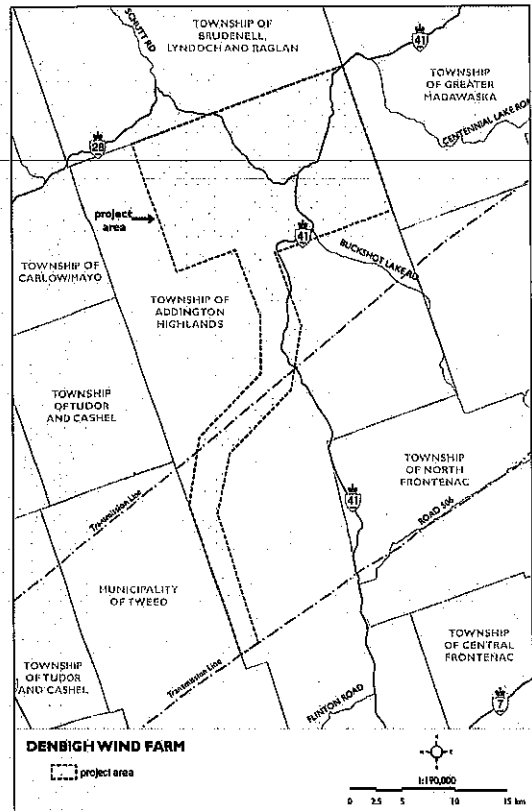 TOWNSHIP OF
BRUDENELL,
LYNDOCH AND RAGLAN
SCHUTT RD
41
TOWNSHIP
OF GREATER
MADAWASKA
CENTENNIAL LAKE ROAD
28
project
area
41
BUCKSHOT LAKE RD
TOWNSHIP OF
CARLOW/MAYO
TOWNSHIP OF
ADDINGTON
HIGHLANDS
TOWNSHIP
OF TUDOR
AND CASHEL
TOWNSHIP
OF NORTH
FRONTENAC
41
ROAD 506
Transmission Line
MUNICIPALITY
OF TWEED
TOWNSHIP
OF TUDOR
AND CASHEL
Transmission Line
TOWNSHIP
OF CENTRAL
FRONTENAC
FLINTON ROAD
7
DENBIGH WIND FARM
project area
1:190,000
0 2.5 5 10 15 km